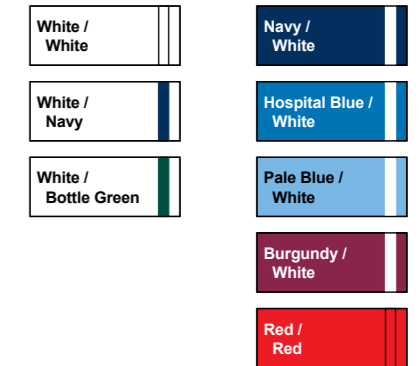 White /
White
White /
Navy
White /
Bottle Green
Navy /
White
Hospital Blue /
White
Pale Blue /
White
Burgundy /
White
Red /
Red